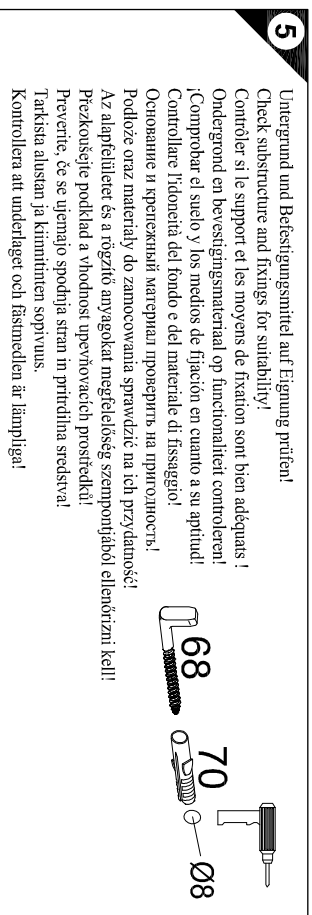 5
Untergrund und Befestigungsmittel auf Eignung prüfen!
Check substructure and fixings for suitability!
Contrôler si le support et les moyens de fixation sont bien adéquats !
Ondergrond en bevestigingsmateriaal op functionaliteit controleren!
¡Comprobar el suelo y los medios de fijación en cuanto a su aptitud!
Controllare l'idoneità del fondo e del materiale di fissaggio!
Основание и крепежный материал проверить на пригодность!
Podłoże oraz materiały do zamocowania sprawdzić na ich przydatność!
Az alapfelületet és a rögzítő anyagokat megfelelőség szempontjából ellenőrizni kell!
Přezkoušejte podklad a vhodnost upevňovacích prostředků!
Preverite, če se ujemajo spodnja stran in pritrdilna sredstva!
Tarkista alustan ja kiinnitinten sopivuus.
Kontrollera att underlaget och fästmedlen är lämpliga!
68
70
Ø8